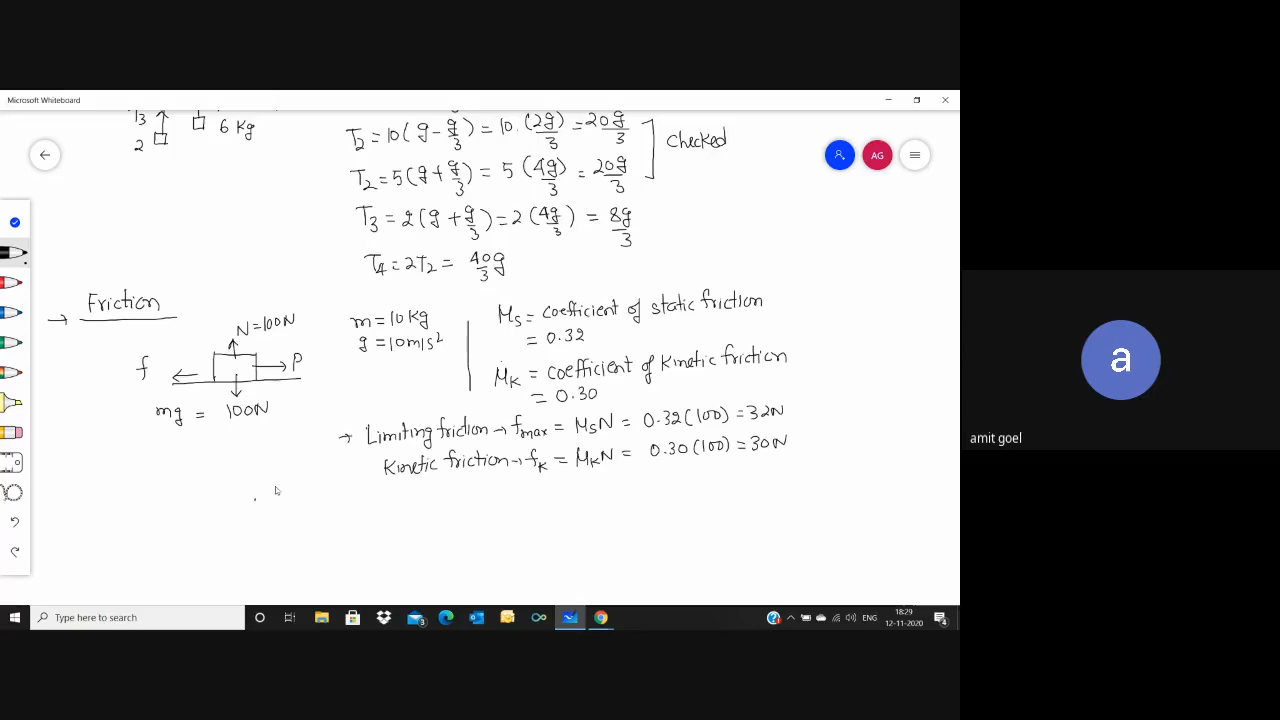 Microsoft Whiteboard
T3
2
6 Kg
T2 = 10 ( g - g/3 ) = 10 . (2g/3) = 20g/3
T2 = 5 ( g + g/3 ) = 5 (4g/3) = 20g/3
Checked
T3 = 2 ( g + g/3 ) = 2 (4g/3) = 8g/3
T4 = 2T2 = 40/3 g
AG
→ Friction
N = 100N
f
P
mg = 100N
m = 10 Kg
g = 10 m/s2
μs = coefficient of static friction
= 0.32
μK = coefficient of kinetic friction
= 0.30
→ Limiting friction → fmax = μsN = 0.32 (100) = 32N
Kinetic friction → fK = μKN = 0.30 (100) = 30N
a
amit goel
Type here to search
3
ENG
18:29
12-11-2020
4